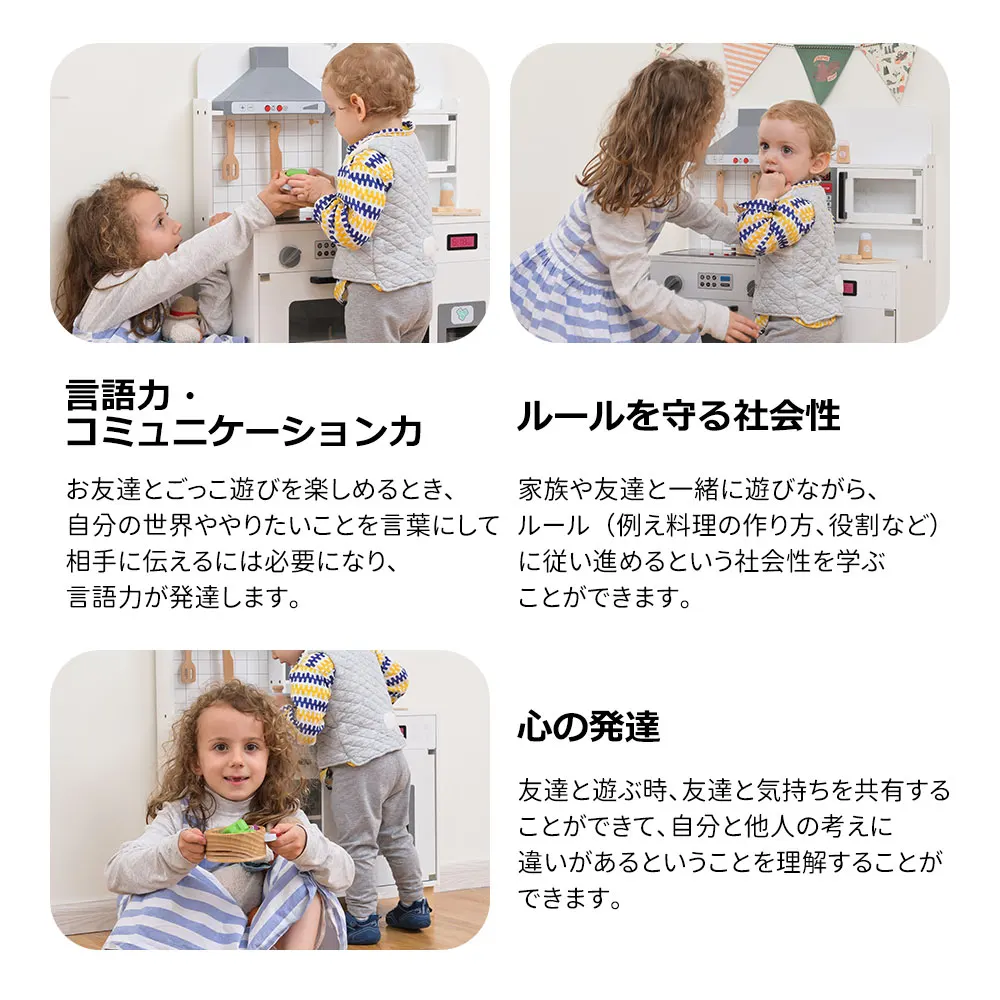 言語力・
コミュニケーション力
お友達とごっこ遊びを楽しめるとき、
自分の世界ややりたいことを言葉にして
相手に伝えるには必要になり、
言語力が発達します。
ルールを守る社会性
家族や友達と一緒に遊びながら、
ルール（例え料理の作り方、役割など）
に従い進めるという社会性を学ぶ
ことができます。
心の発達
友達と遊ぶ時、友達と気持ちを共有する
ことができて、自分と他人の考えに
違いがあるということを理解することが
できます。